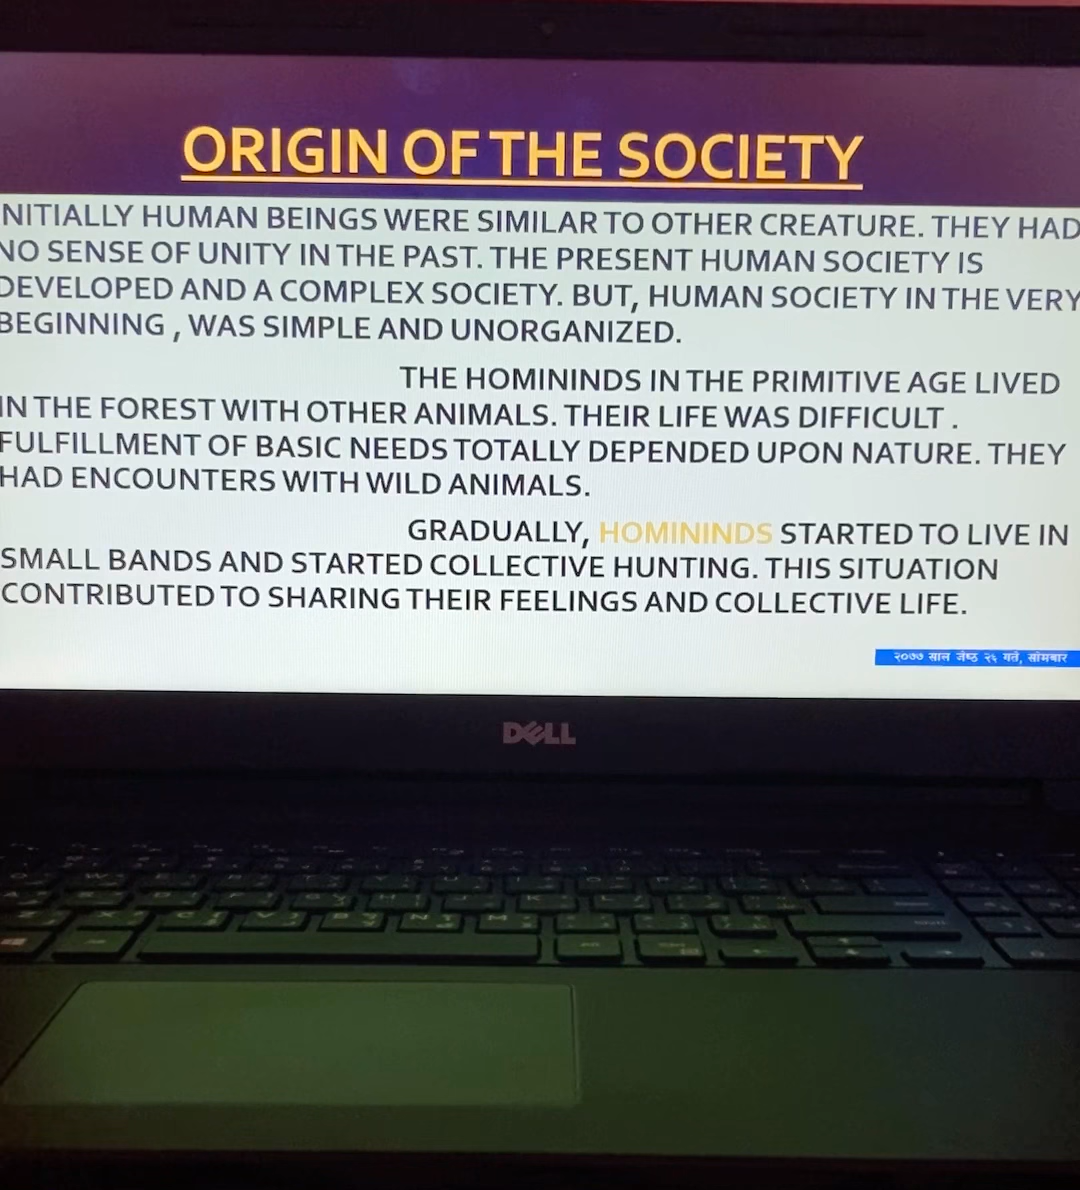 ORIGIN OF THE SOCIETY
NITIALLY HUMAN BEINGS WERE SIMILAR TO OTHER CREATURE. THEY HAD
NO SENSE OF UNITY IN THE PAST. THE PRESENT HUMAN SOCIETY IS
DEVELOPED AND A COMPLEX SOCIETY. BUT, HUMAN SOCIETY IN THE VERY
BEGINNING , WAS SIMPLE AND UNORGANIZED.
THE HOMININDS IN THE PRIMITIVE AGE LIVED
IN THE FOREST WITH OTHER ANIMALS. THEIR LIFE WAS DIFFICULT .
FULFILLMENT OF BASIC NEEDS TOTALLY DEPENDED UPON NATURE. THEY
HAD ENCOUNTERS WITH WILD ANIMALS.
GRADUALLY, HOMININDS STARTED TO LIVE IN
SMALL BANDS AND STARTED COLLECTIVE HUNTING. THIS SITUATION
CONTRIBUTED TO SHARING THEIR FEELINGS AND COLLECTIVE LIFE.
२०७७ साल जेष्ठ २६ गते, सोमबार
DELL